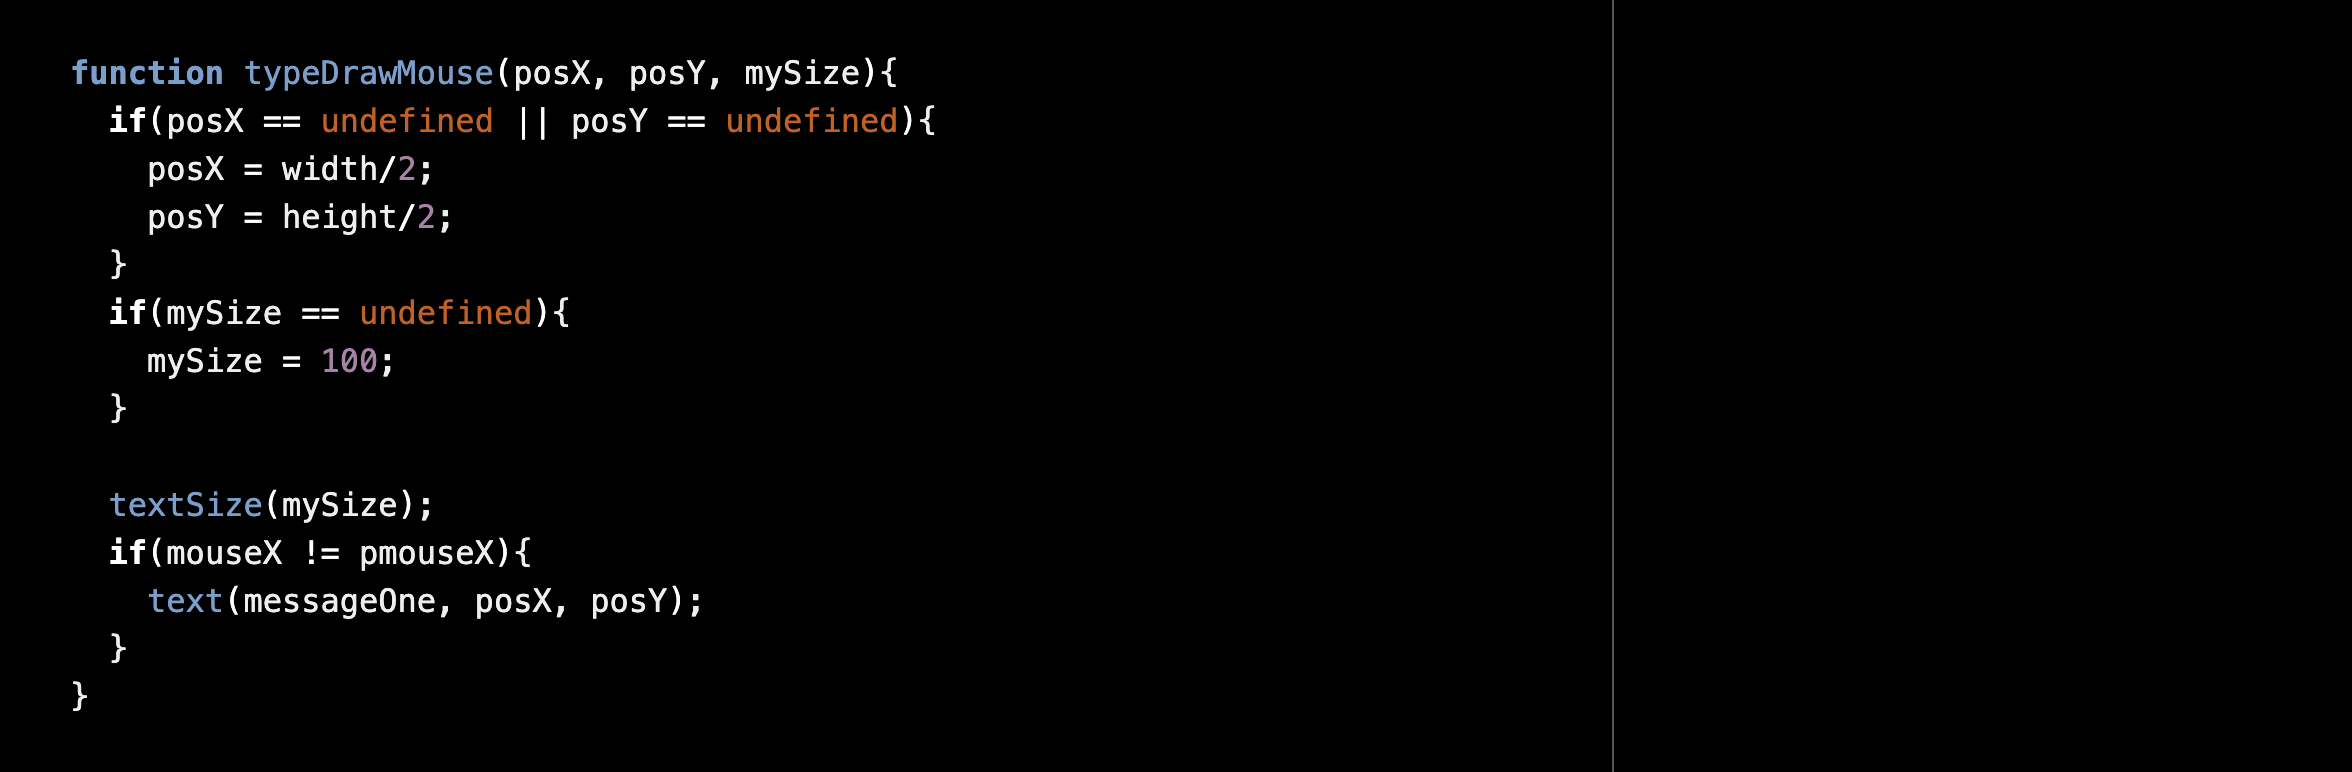 function typeDrawMouse(posX, posY, mySize){
  if(posX == undefined || posY == undefined){
    posX = width/2;
    posY = height/2;
  }
  if(mySize == undefined){
    mySize = 100;
  }

  textSize(mySize);
  if(mouseX != pmouseX){
    text(messageOne, posX, posY);
  }
}